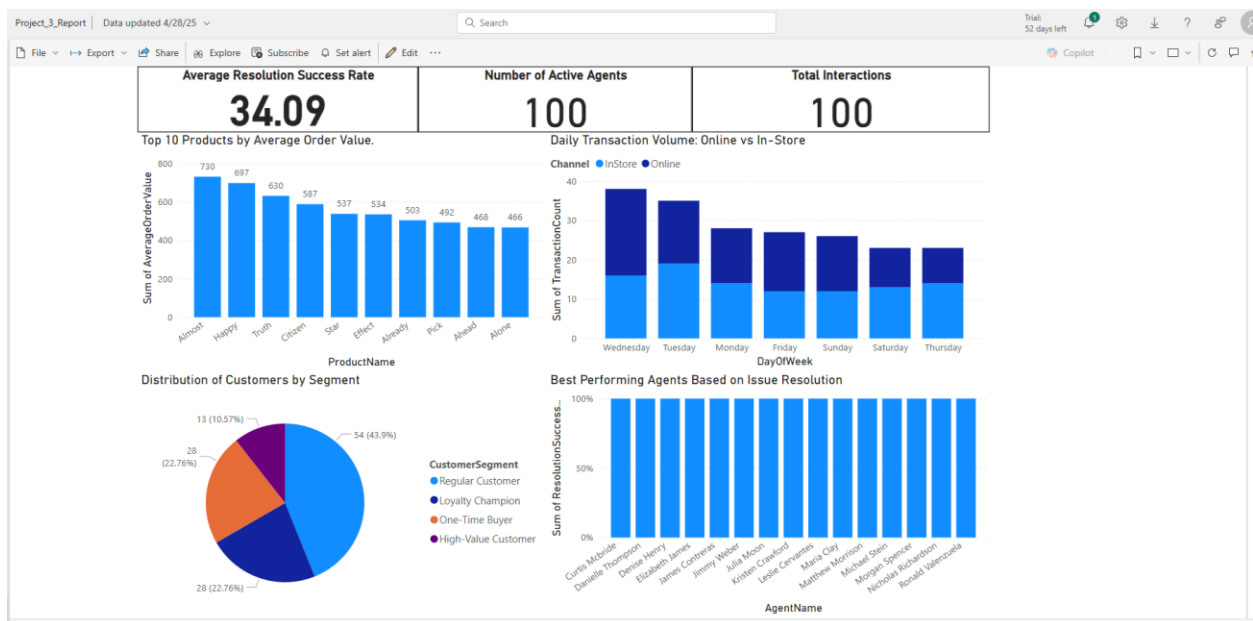 Project_3_Report Data updated 4/28/25
Search
Trial:
52 days left
1
?
File Export Share Explore Subscribe Set alert Edit ...
Copilot
Average Resolution Success Rate
34.09
Number of Active Agents
100
Total Interactions
100
Top 10 Products by Average Order Value.
Sum of AverageOrderValue
800
600
400
200
0
730
697
630
587
537
534
503
492
468
466
Almost
Happy
Truth
Citizen
Star
Effect
Already
Pick
Ahead
Alone
ProductName
Daily Transaction Volume: Online vs In-Store
Channel InStore Online
Sum of TransactionCount
40
30
20
10
0
Wednesday
Tuesday
Monday
Friday
Sunday
Saturday
Thursday
DayOfWeek
Distribution of Customers by Segment
13 (10.57%)
28
(22.76%)
54 (43.9%)
28 (22.76%)
CustomerSegment
Regular Customer
Loyalty Champion
One-Time Buyer
High-Value Customer
Best Performing Agents Based on Issue Resolution
Sum of ResolutionSuccess...
100%
50%
0%
Curtis Mcbride
Danielle Thompson
Denise Henry
Elizabeth James
James Contreras
Jimmy Weber
Julia Moon
Kristen Crawford
Leslie Cervantes
Maria Clay
Matthew Morrison
Michael Stein
Morgan Spencer
Nicholas Richardson
Ronald Valenzuela
AgentName